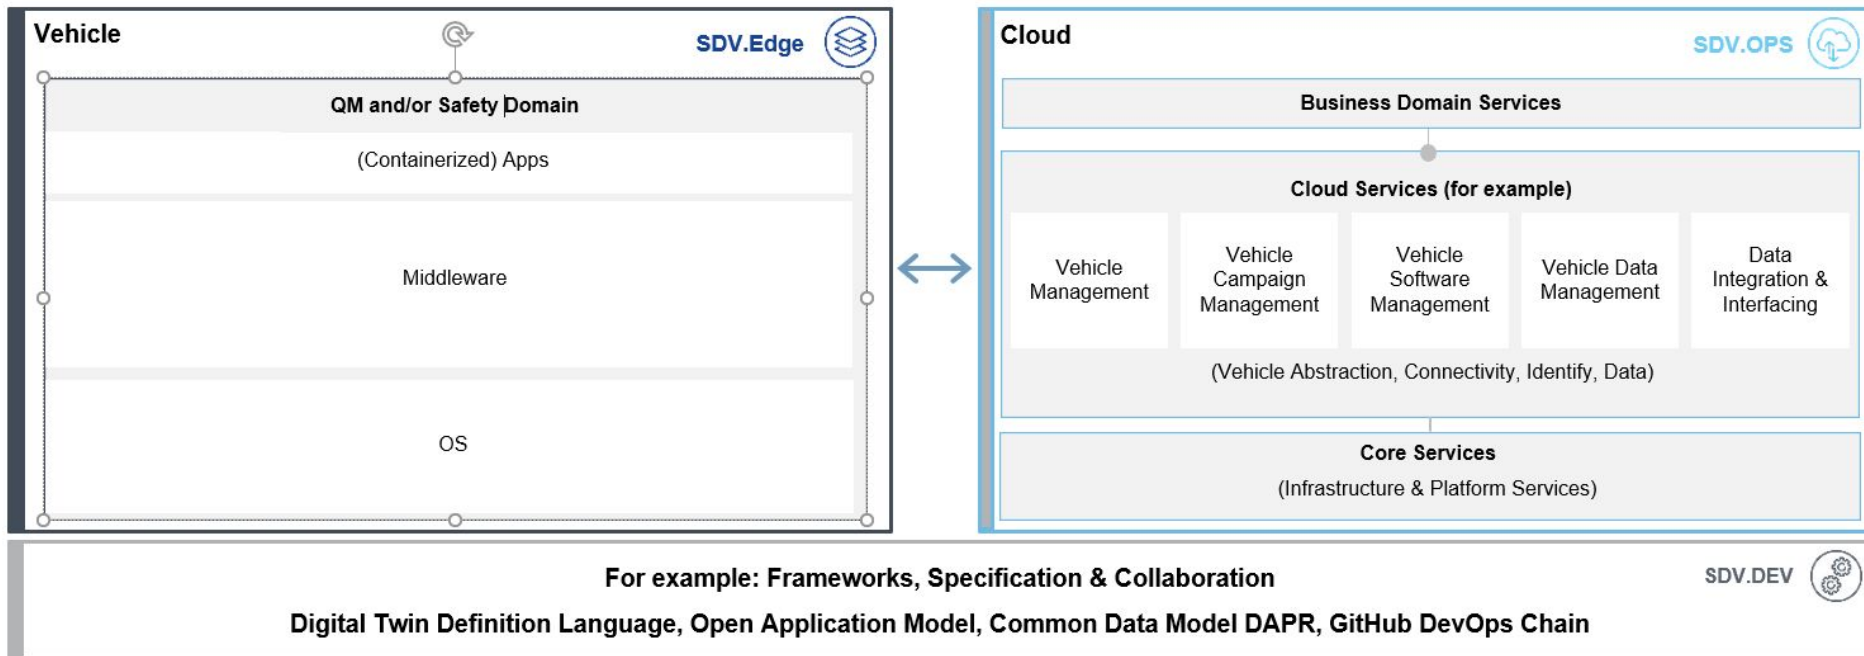 Vehicle
SDV.Edge
QM and/or Safety Domain
(Containerized) Apps
Middleware
OS
Cloud
SDV.OPS
Business Domain Services
Cloud Services (for example)
Vehicle
Management
Vehicle
Campaign
Management
Vehicle
Software
Management
Vehicle Data
Management
Data
Integration &
Interfacing
(Vehicle Abstraction, Connectivity, Identify, Data)
Core Services
(Infrastructure & Platform Services)
For example: Frameworks, Specification & Collaboration
SDV.DEV
Digital Twin Definition Language, Open Application Model, Common Data Model DAPR, GitHub DevOps Chain